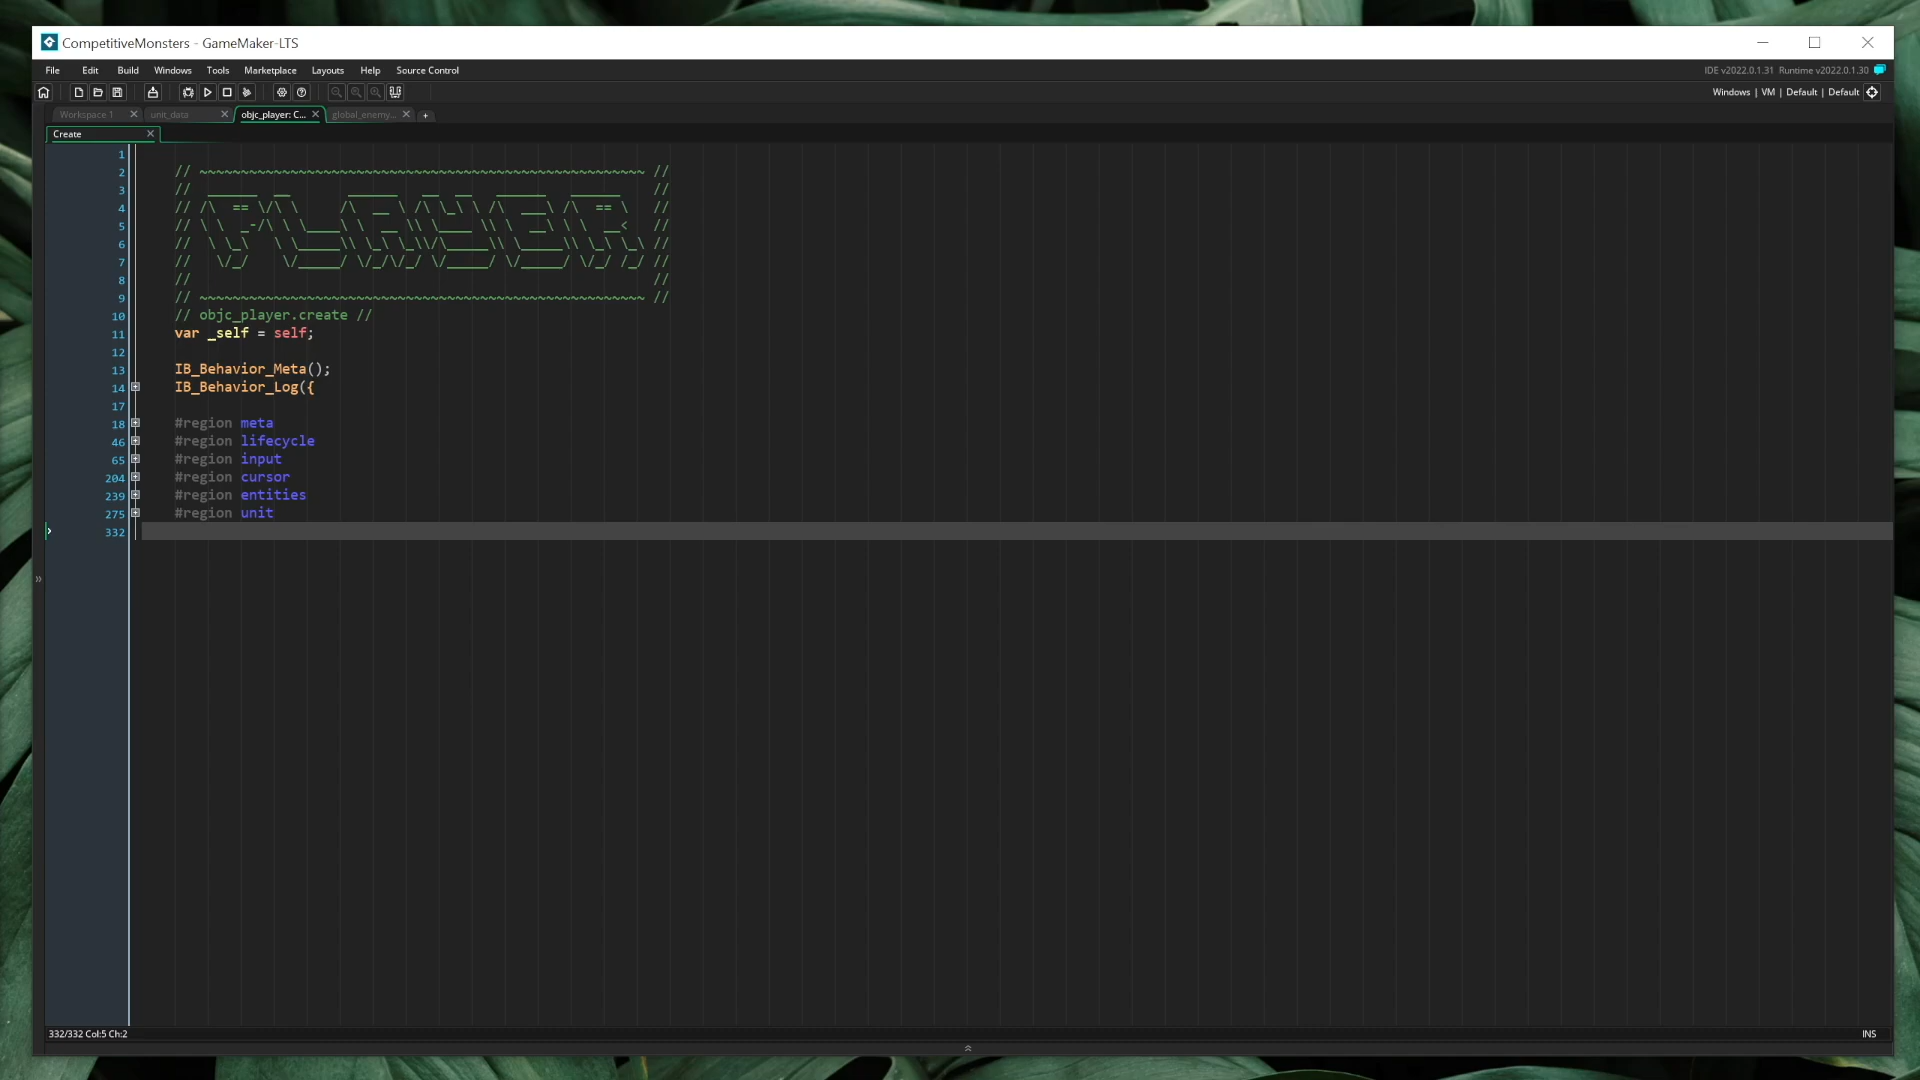 CompetitiveMonsters - GameMaker-LTS
File Edit Build Windows Tools Marketplace Layouts Help Source Control
IDE v2022.0.1.31 Runtime v2022.0.1.30
Windows | VM | Default | Default
Workspace 1 unit_data objc_player: C... global_enemy... +
Create
1
2 // ~~~~~~~~~~~~~~~~~~~~~~~~~~~~~~~~~~~~~~~~~~~~~~~~~~~~~~ //
3 //  ______  __       ______   __  __   ______   ______    //
4 // /\  == \/\ \     /\  __ \ /\ \_\ \ /\  ___\ /\  == \   //
5 // \ \  _-/\ \ \____\ \  __ \\ \____ \\ \  __\ \ \  __<   //
6 //  \ \_\   \ \_____\\ \_\ \_\\/\_____\\ \_____\\ \_\ \_\ //
7 //   \/_/    \/_____/ \/_/\/_/ \/_____/ \/_____/ \/_/ /_/ //
8 //                                                        //
9 // ~~~~~~~~~~~~~~~~~~~~~~~~~~~~~~~~~~~~~~~~~~~~~~~~~~~~~~ //
10 // objc_player.create //
11 var _self = self;
12
13 IB_Behavior_Meta();
14 IB_Behavior_Log({
17
18 #region meta
46 #region lifecycle
65 #region input
204 #region cursor
239 #region entities
275 #region unit
332
332/332 Col:5 Ch:2
INS